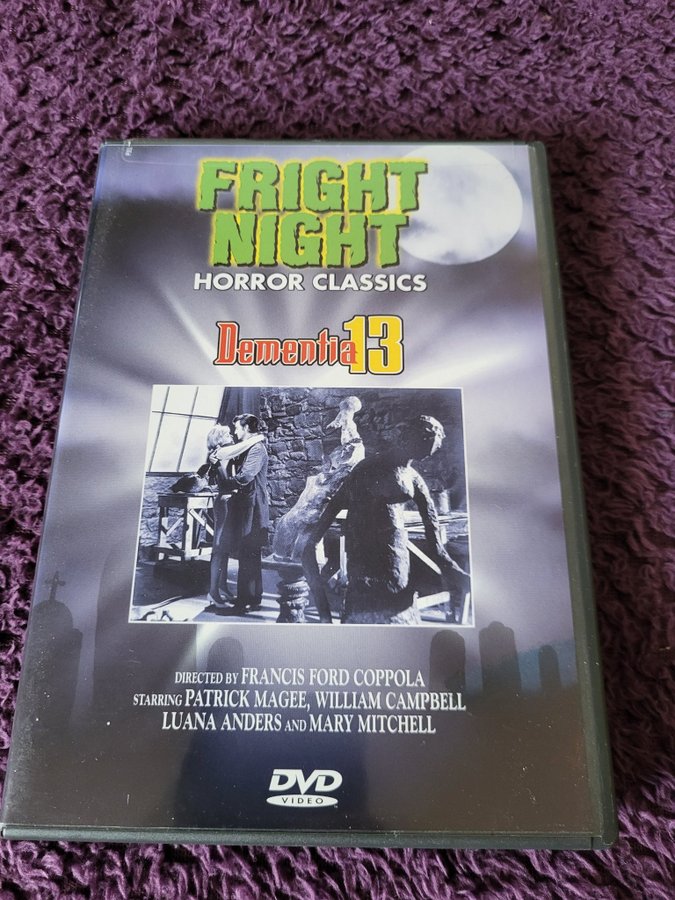 FRIGHT
NIGHT
HORROR CLASSICS
Dementia 13
DIRECTED BY FRANCIS FORD COPPOLA
STARRING PATRICK MAGEE, WILLIAM CAMPBELL
LUANA ANDERS AND MARY MITCHELL
DVD
VIDEO